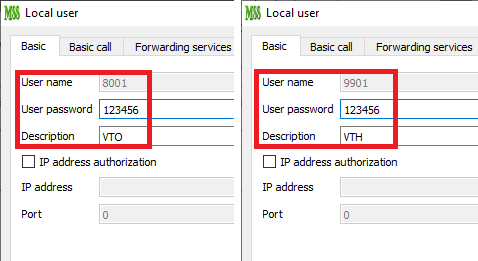 MSS Local user
Basic Basic call Forwarding services
User name 8001
User password 123456
Description VTO
IP address authorization
IP address
Port 0
MSS Local user
Basic Basic call Forwarding services
User name 9901
User password 123456
Description VTH
IP address authorization
IP address
Port 0